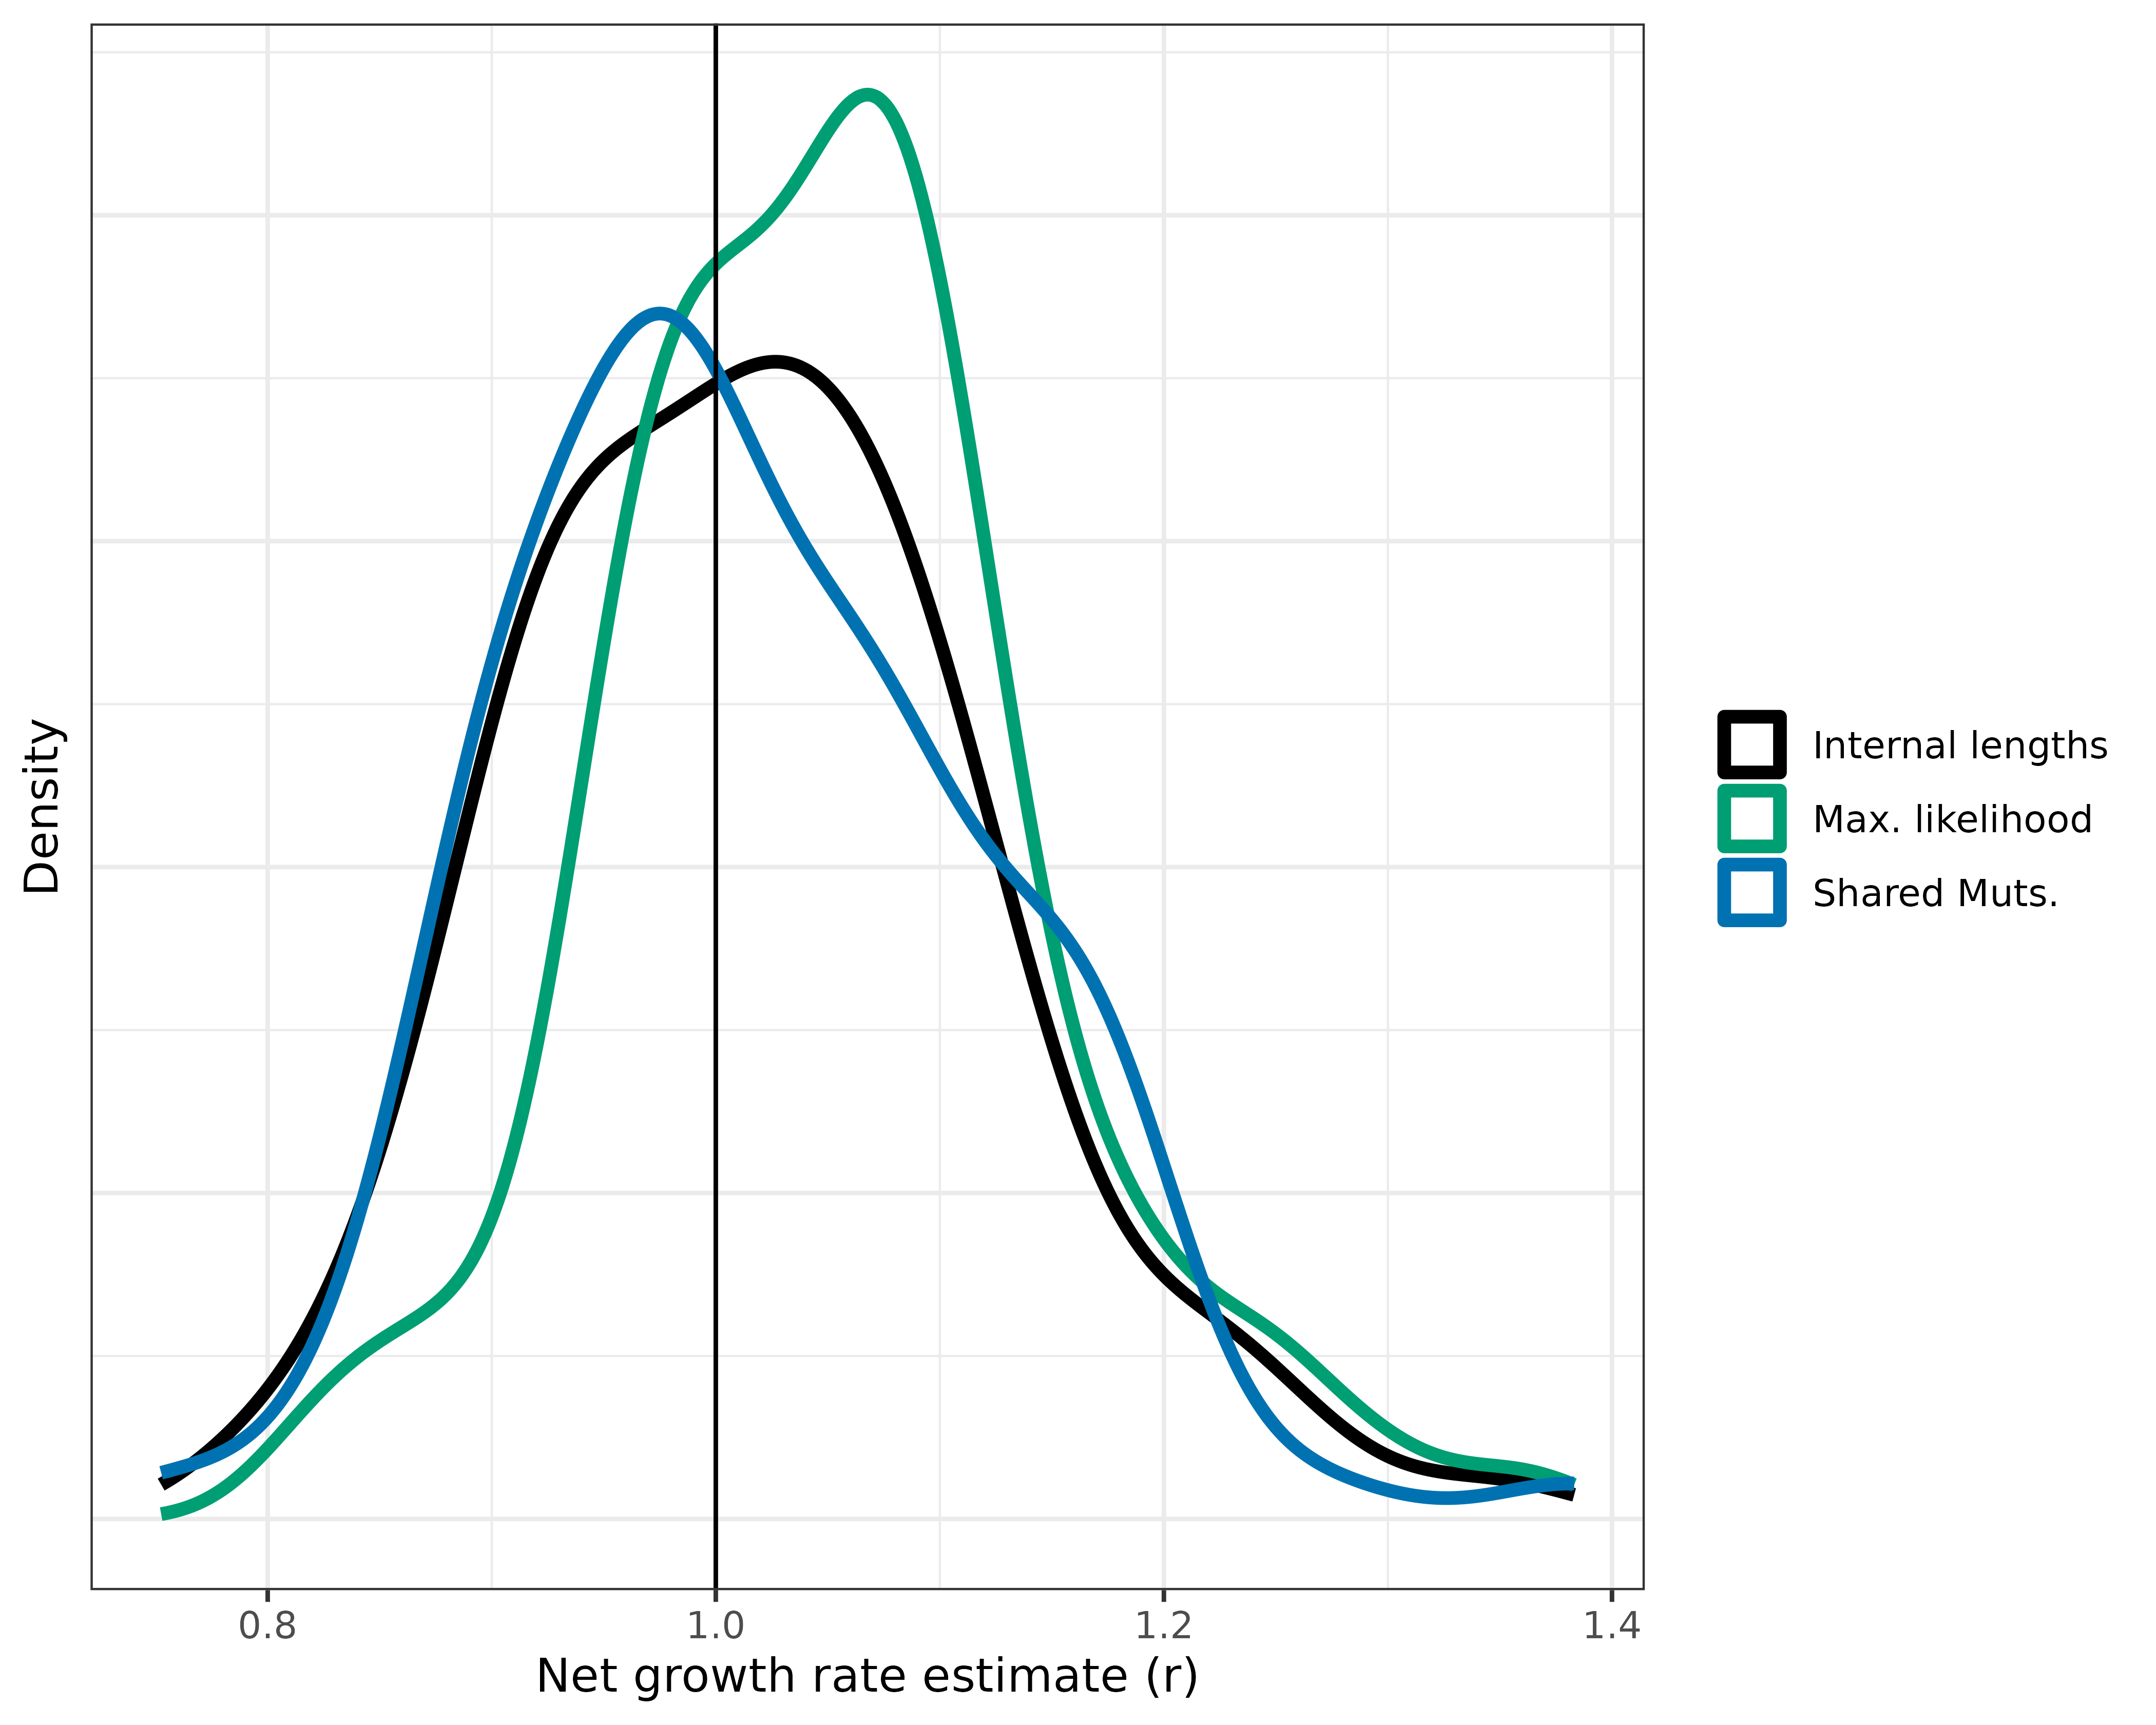 Density
0.8
1.0
1.2
1.4
Net growth rate estimate (r)
Internal lengths
Max. likelihood
Shared Muts.